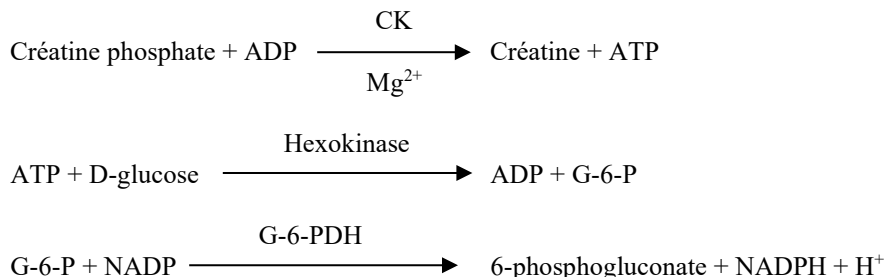 CK
Créatine phosphate + ADP Créatine + ATP
Mg²⁺
Hexokinase
ATP + D-glucose ADP + G-6-P
G-6-PDH
G-6-P + NADP 6-phosphogluconate + NADPH + H⁺